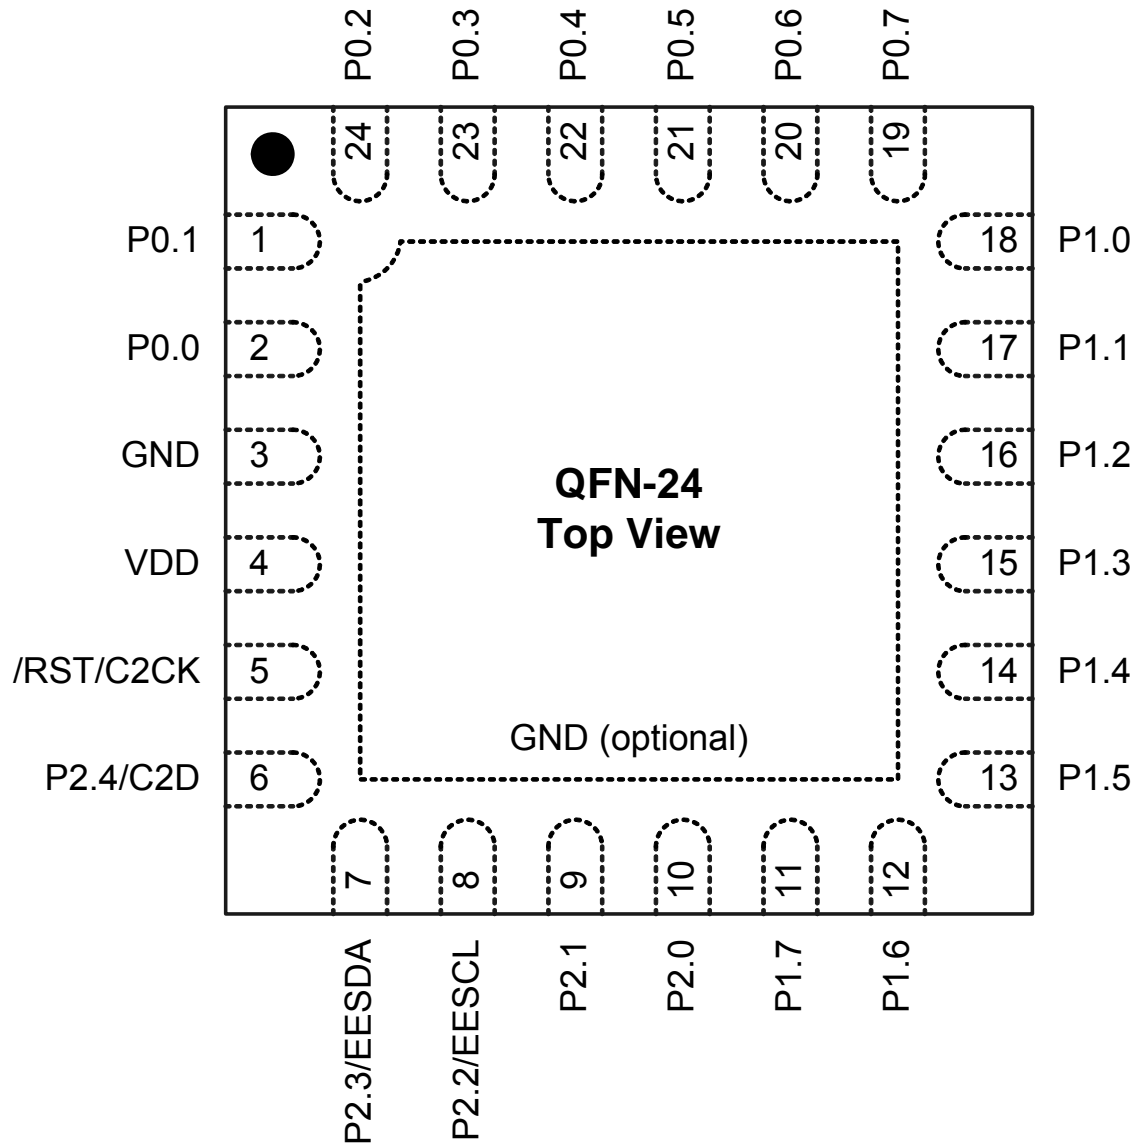 P0.2 P0.3 P0.4 P0.5 P0.6 P0.7
24 23 22 21 20 19
P0.1 1 18 P1.0
P0.0 2 17 P1.1
GND 3 16 P1.2
QFN-24
Top View
VDD 4 15 P1.3
/RST/C2CK 5 14 P1.4
GND (optional)
P2.4/C2D 6 13 P1.5
7 8 9 10 11 12
P2.3/EESDA P2.2/EESCL P2.1 P2.0 P1.7 P1.6